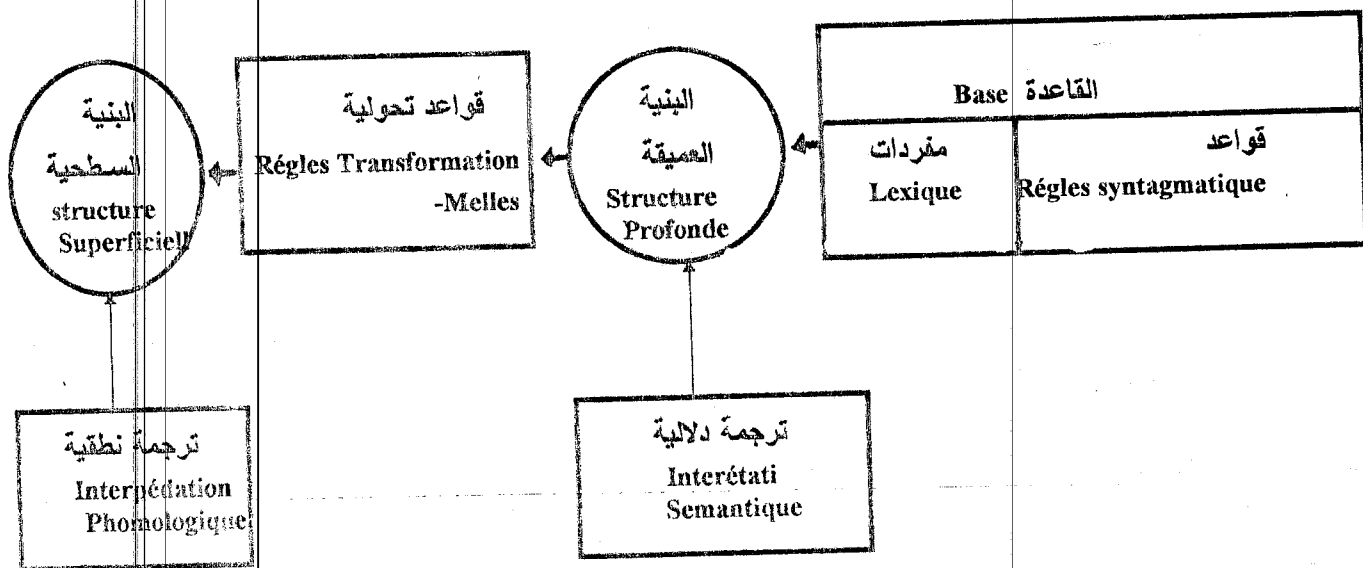 القاعدة Base
قواعد
Régles syntagmatique
مفردات
Lexique
البنية
العميقة
Structure
Profonde
قواعد تحولية
Régles Transformation
-Melles
البنية
السطحية
structure
Superficiell
ترجمة دلالية
Interétati
Semantique
ترجمة نطقية
Interpédation
Phomologique